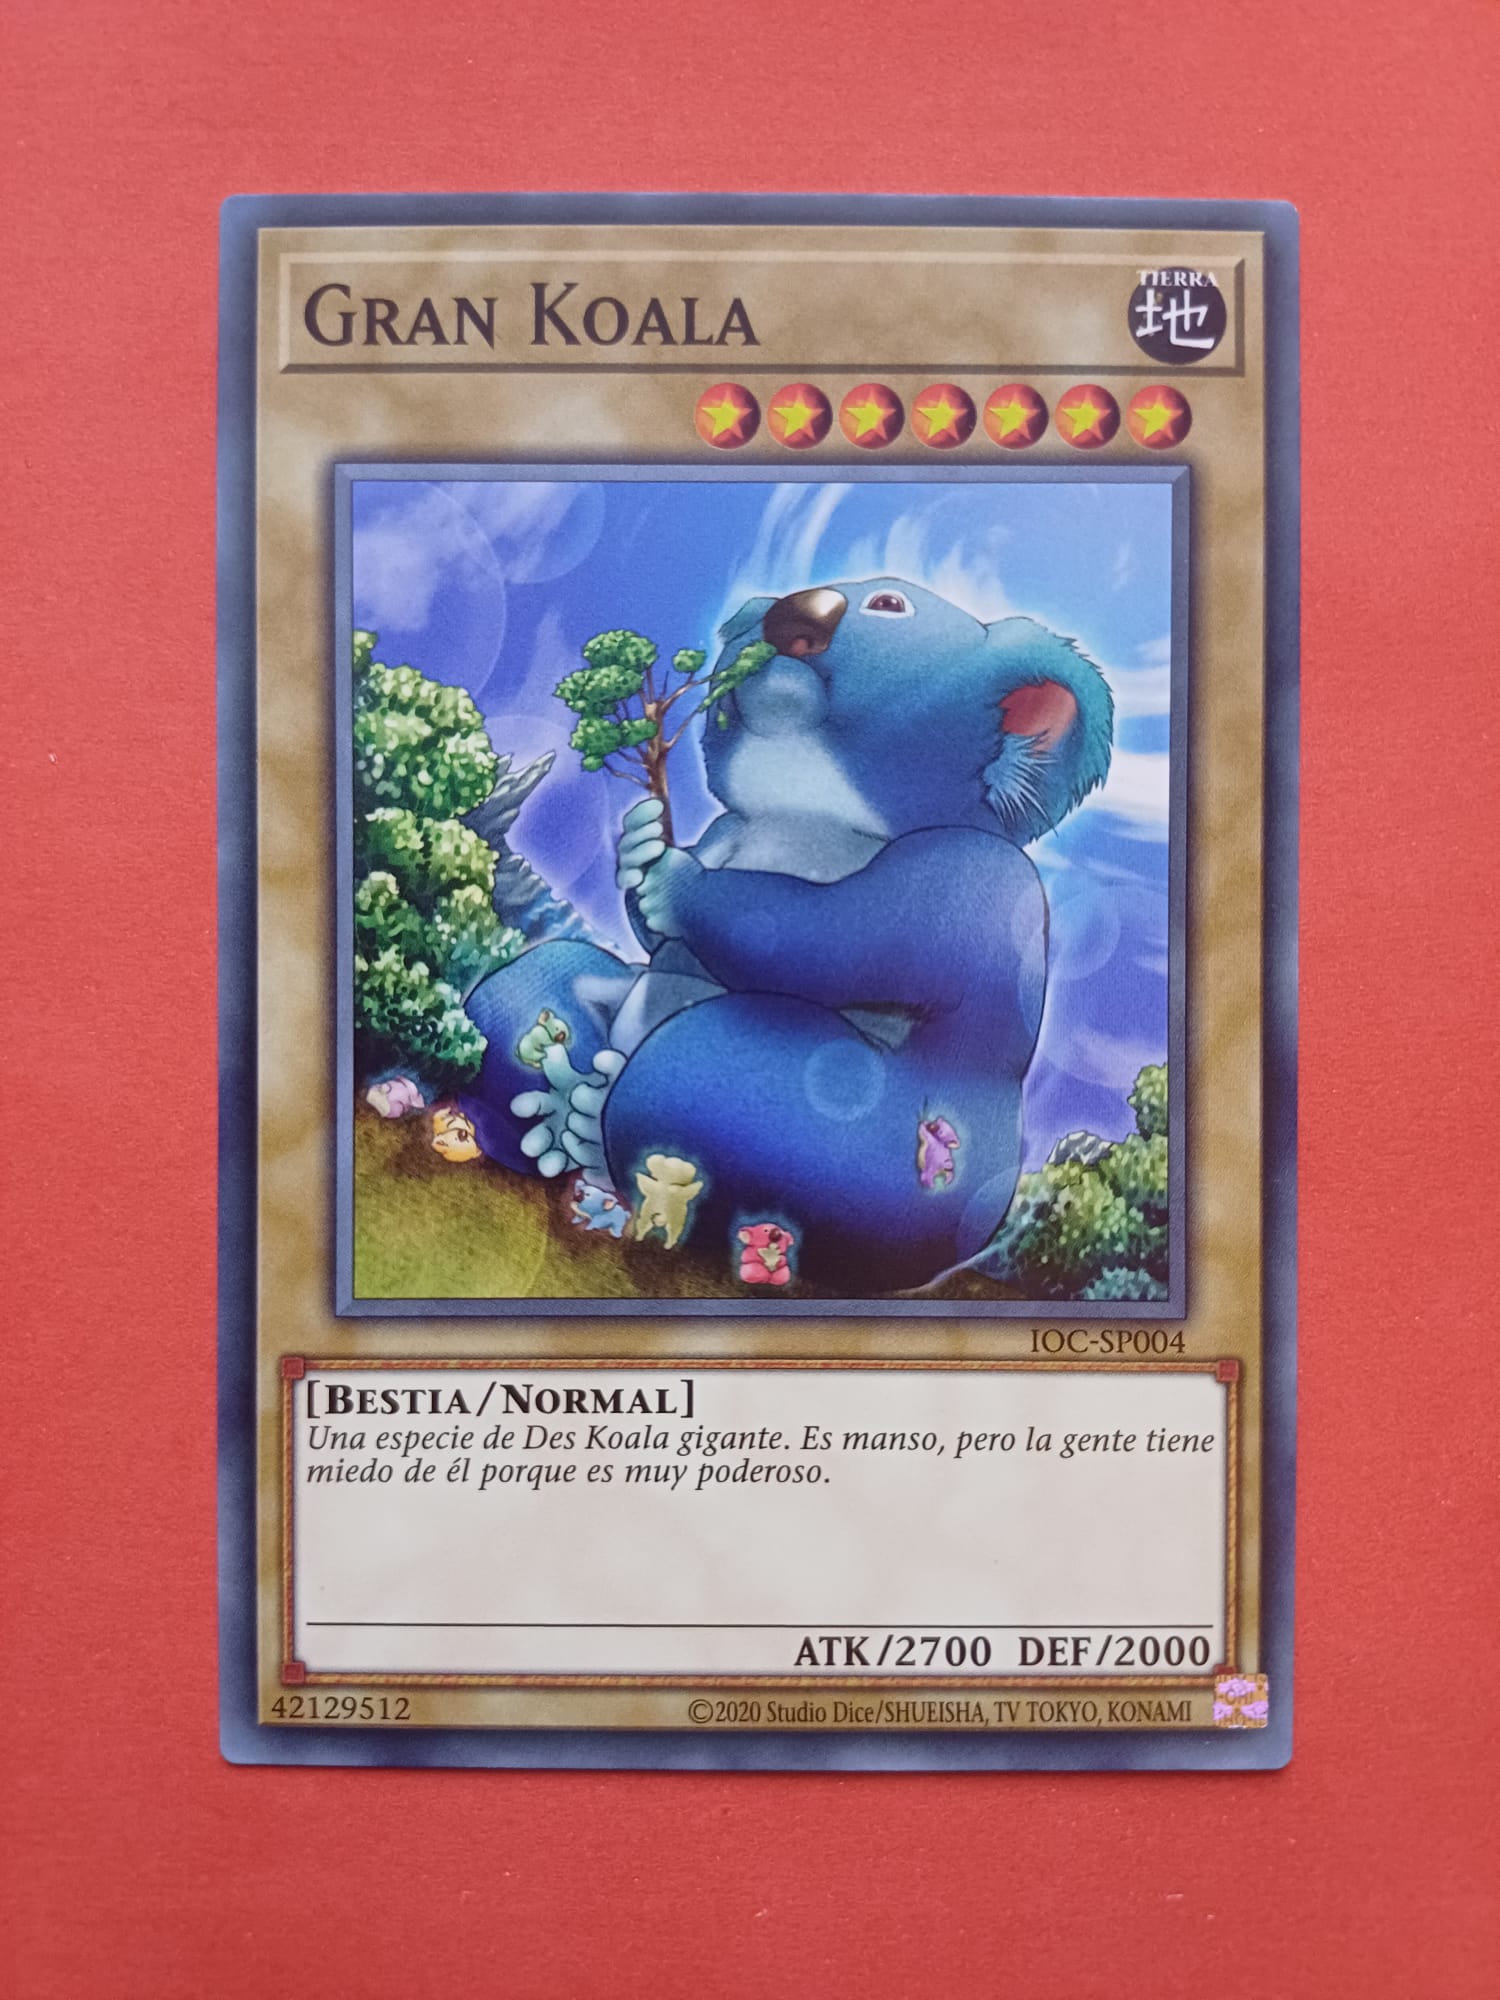 GRAN KOALA
TIERRA
地
IOC-SP004
[BESTIA/NORMAL]
Una especie de Des Koala gigante. Es manso, pero la gente tiene
miedo de él porque es muy poderoso.
ATK/2700 DEF/2000
42129512
©2020 Studio Dice/SHUEISHA, TV TOKYO, KONAMI